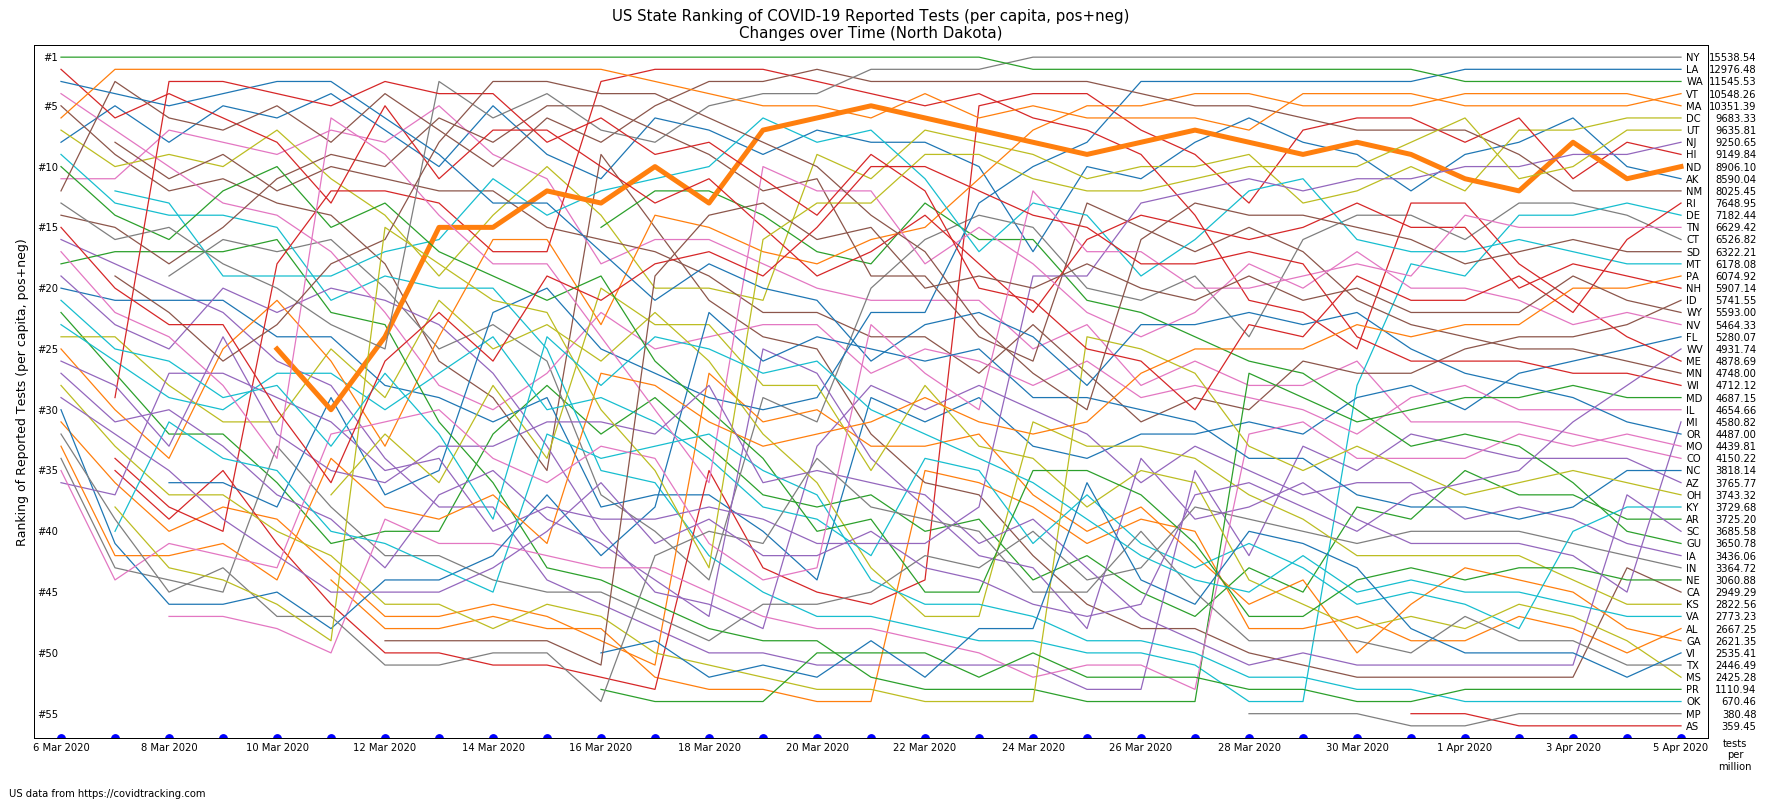 US State Ranking of COVID-19 Reported Tests (per capita, pos+neg)
Changes over Time (North Dakota)
Ranking of Reported Tests (per capita, pos+neg)
#1
#5
#10
#15
#20
#25
#30
#35
#40
#45
#50
#55
NY 15538.54
LA 12976.48
WA 11545.53
VT 10548.26
MA 10351.39
DC 9683.33
UT 9635.81
NJ 9250.65
HI 9149.84
ND 8906.10
AK 8590.04
NM 8025.45
RI 7648.95
DE 7182.44
TN 6629.42
CT 6526.82
SD 6322.21
MT 6178.08
PA 6074.92
NH 5907.14
ID 5741.55
WY 5593.00
NV 5464.33
FL 5280.07
WV 4931.74
ME 4878.69
MN 4748.00
WI 4712.12
MD 4687.15
IL 4654.66
MI 4580.82
OR 4487.00
MO 4439.81
CO 4150.22
NC 3818.14
AZ 3765.77
OH 3743.32
KY 3729.68
AR 3725.20
SC 3685.58
GU 3650.78
IA 3436.06
IN 3364.72
NE 3060.88
CA 2949.29
KS 2822.56
VA 2773.23
AL 2667.25
GA 2621.35
VI 2535.41
TX 2446.49
MS 2425.28
PR 1110.94
OK 670.46
MP 380.48
AS 359.45
6 Mar 2020
8 Mar 2020
10 Mar 2020
12 Mar 2020
14 Mar 2020
16 Mar 2020
18 Mar 2020
20 Mar 2020
22 Mar 2020
24 Mar 2020
26 Mar 2020
28 Mar 2020
30 Mar 2020
1 Apr 2020
3 Apr 2020
5 Apr 2020
tests
per
million
US data from https://covidtracking.com